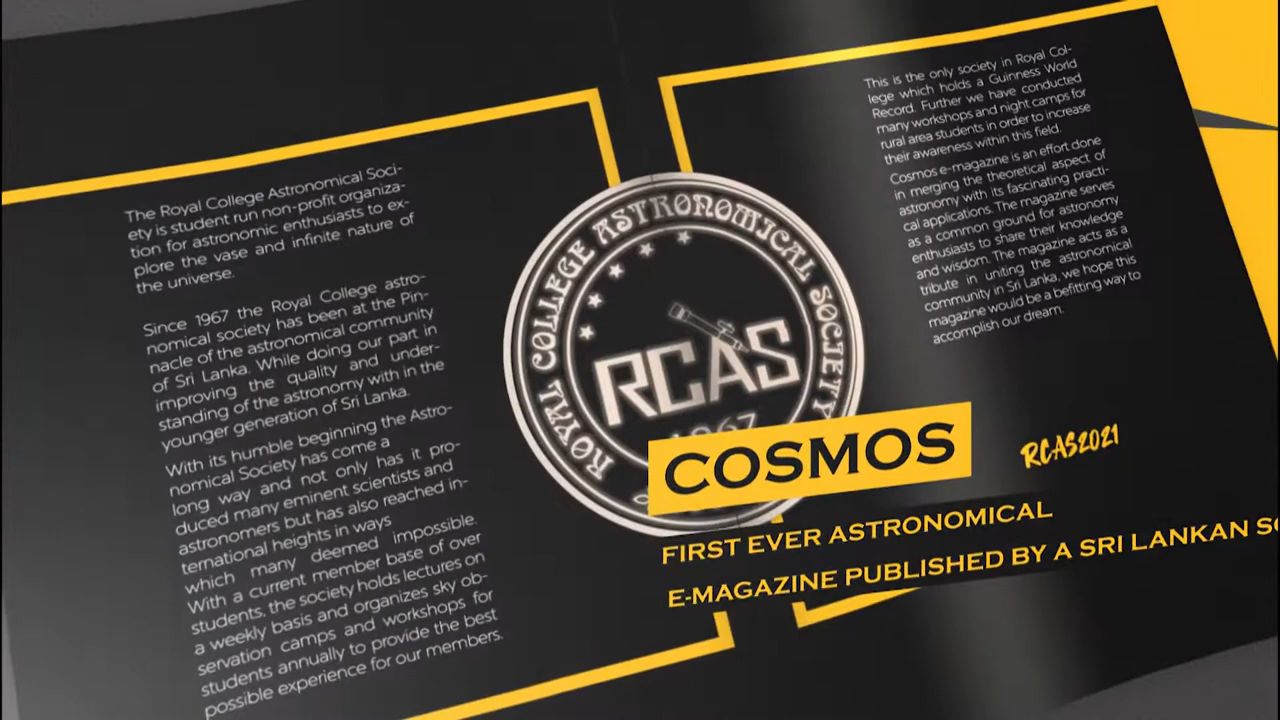 The Royal College Astronomical Soci-
ety is student run non-profit organiza-
tion for astronomic enthusiasts to ex-
plore the vase and infinite nature of
the universe.
Since 1967 the Royal College astro-
nomical society has been at the Pin-
nacle of the astronomical community
of Sri Lanka. While doing our part in
improving the quality and under-
standing of the astronomy with in the
younger generation of Sri Lanka.
With its humble beginning the Astro-
nomical Society has come a
long way and not only has it pro-
duced many eminent scientists and
astronomers but has also reached in-
ternational heights in ways
which many deemed impossible.
With a current member base of over
students, the society holds lectures on
a weekly basis and organizes sky ob-
servation camps and workshops for
students annually to provide the best
possible experience for our members.
ROYAL COLLEGE ASTRONOMICAL SOCIETY
RCAS
1967
This is the only society in Royal Col-
lege which holds a Guinness World
Record. Further we have conducted
many workshops and night camps for
rural area students in order to increase
their awareness within this field.
Cosmos e-magazine is an effort done
in merging the theoretical aspect of
astronomy with its fascinating practi-
cal applications. The magazine serves
as a common ground for astronomy
enthusiasts to share their knowledge
and wisdom. The magazine acts as a
tribute in uniting the astronomical
community in Sri Lanka, we hope this
magazine would be a befitting way to
accomplish our dream.
COSMOS
RCAS2021
FIRST EVER ASTRONOMICAL
E-MAGAZINE PUBLISHED BY A SRI LANKAN